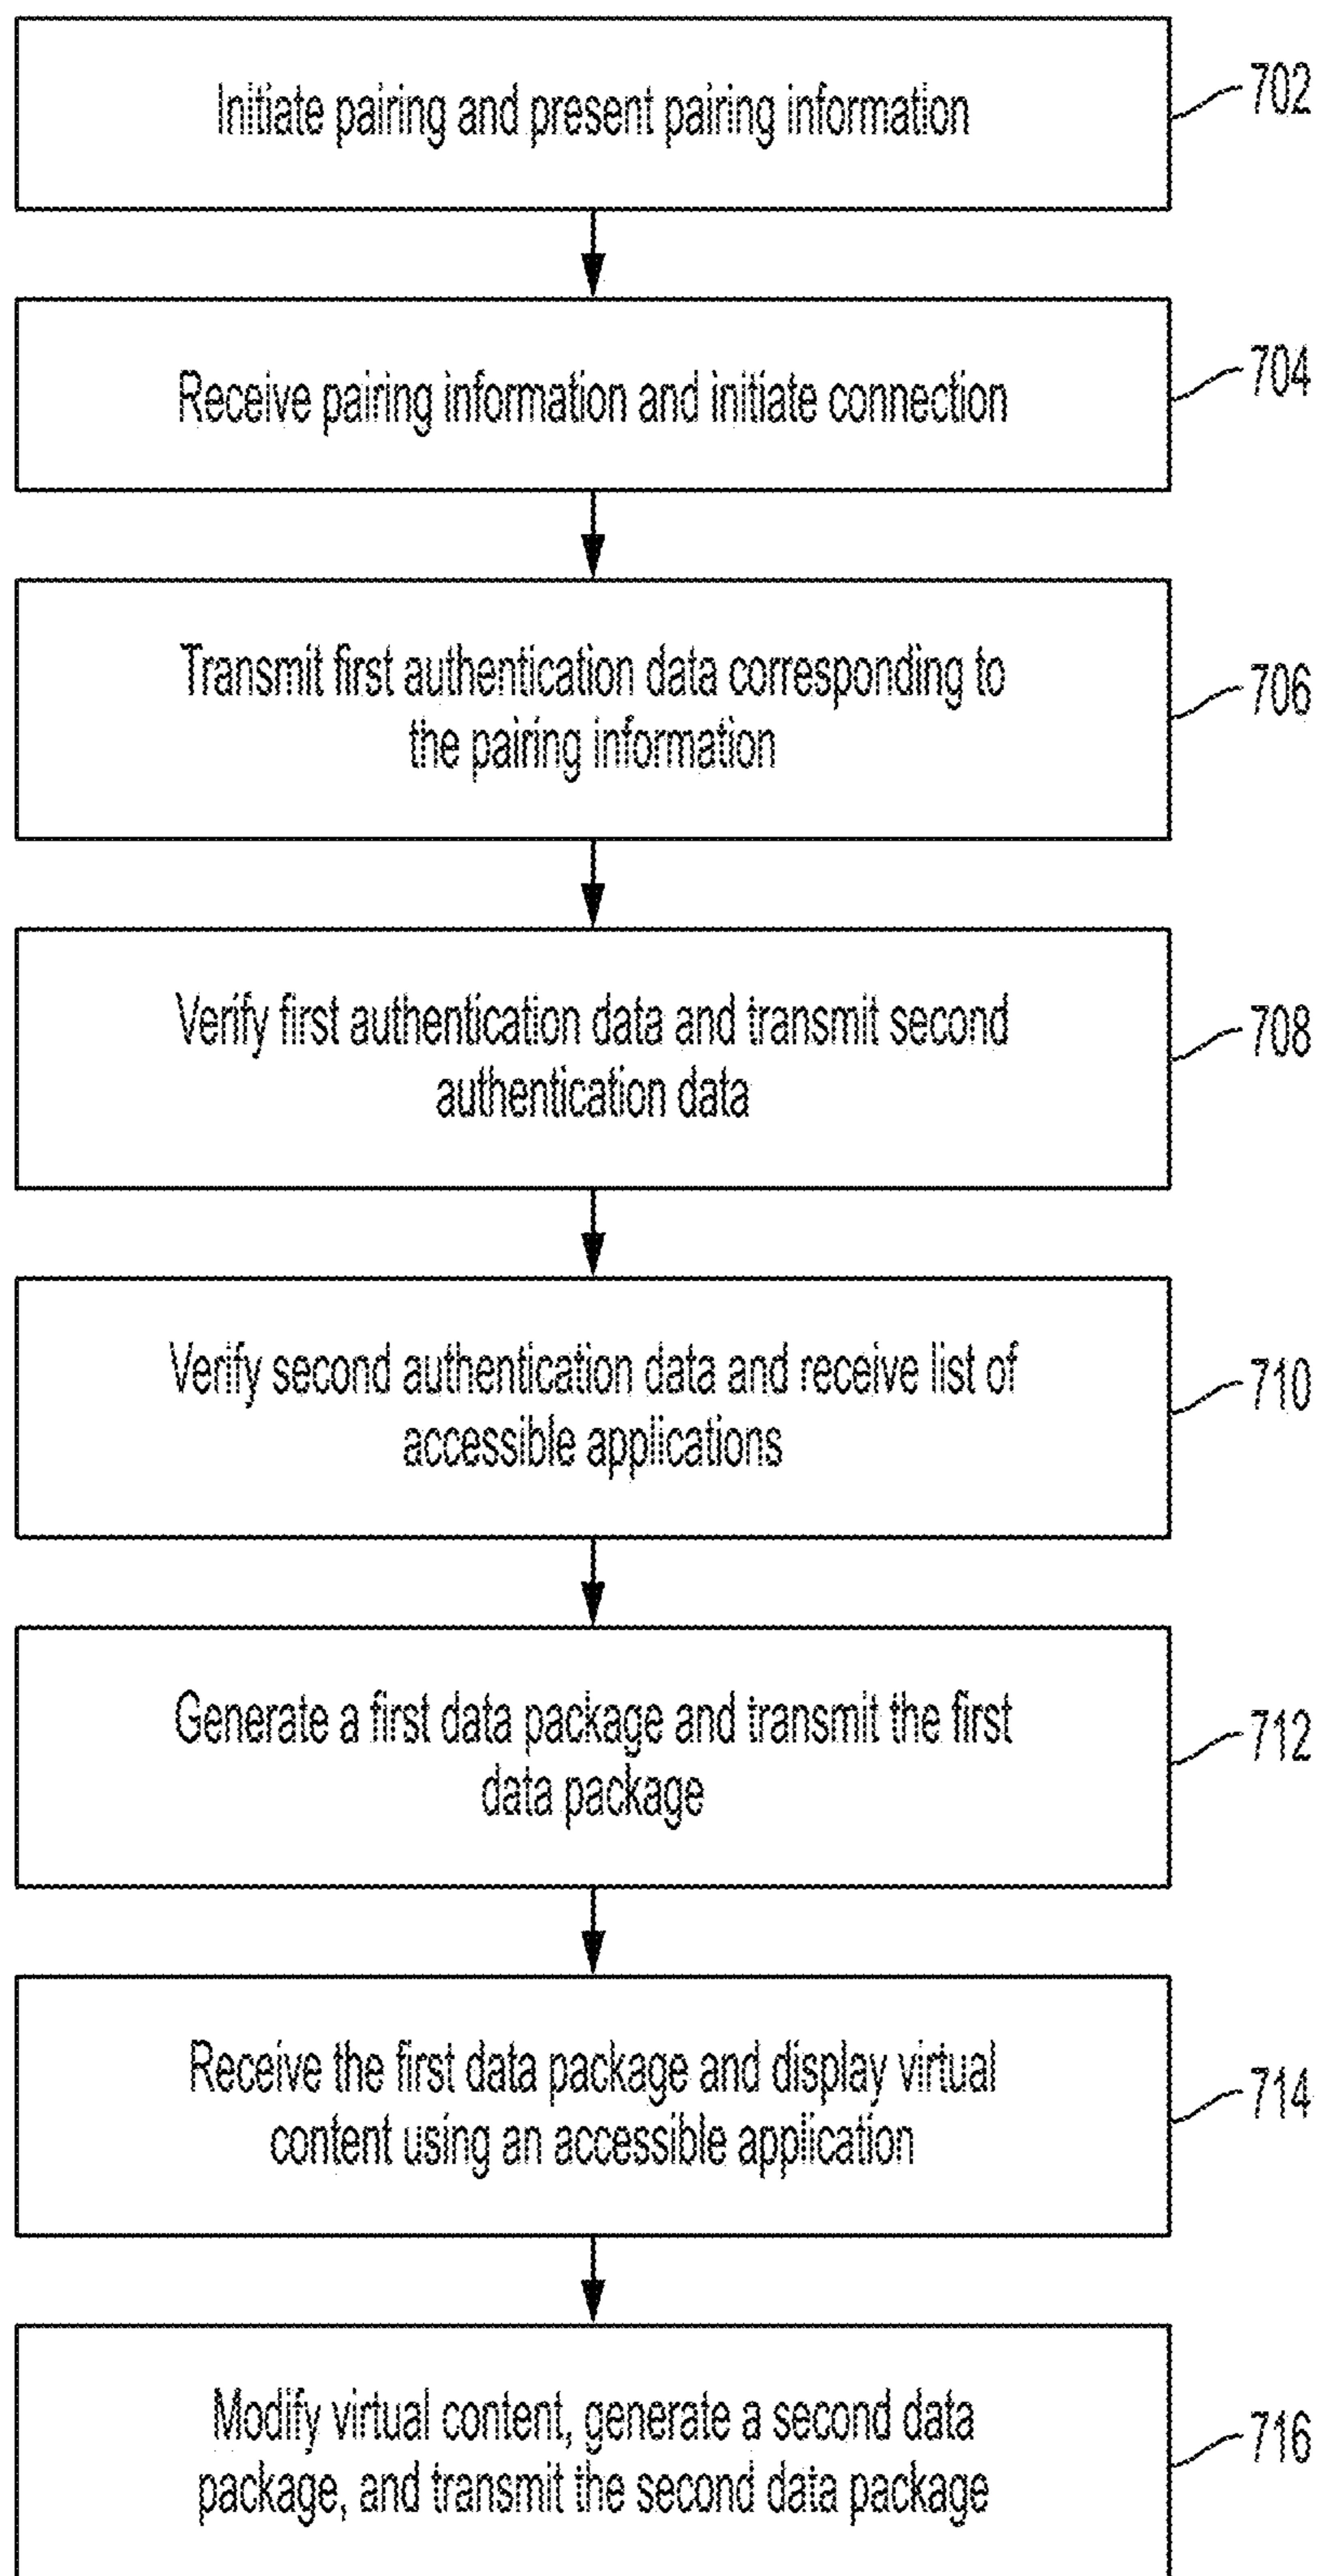 Initiate pairing and present pairing information
702
Receive pairing information and initiate connection
704
Transmit first authentication data corresponding to
the pairing information
706
Verify first authentication data and transmit second
authentication data
708
Verify second authentication data and receive list of
accessible applications
710
Generate a first data package and transmit the first
data package
712
Receive the first data package and display virtual
content using an accessible application
714
Modify virtual content, generate a second data
package, and transmit the second data package
716